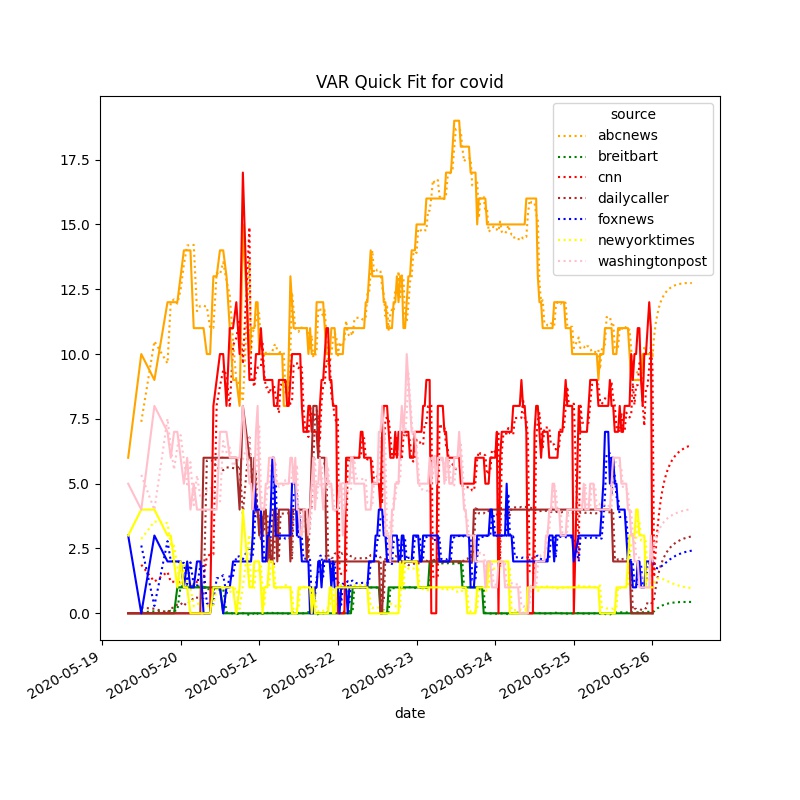 VAR Quick Fit for covid
source
abcnews
breitbart
cnn
dailycaller
foxnews
newyorktimes
washingtonpost
17.5
15.0
12.5
10.0
7.5
5.0
2.5
0.0
2020-05-19
2020-05-20
2020-05-21
2020-05-22
2020-05-23
2020-05-24
2020-05-25
2020-05-26
date